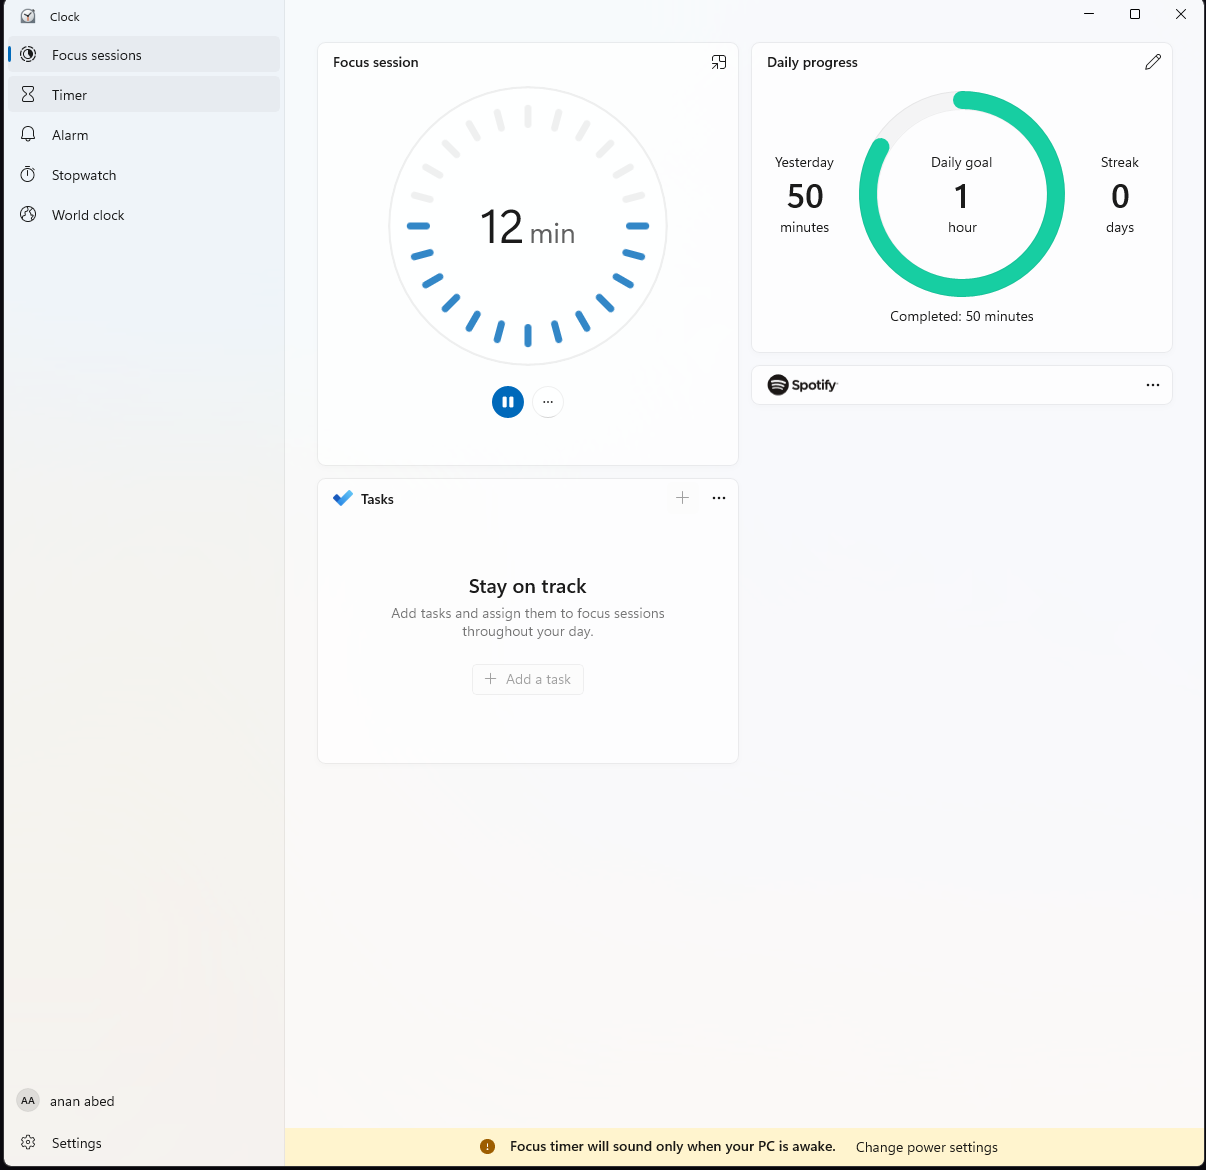 Clock
Focus sessions
Timer
Alarm
Stopwatch
World clock
Focus session
12 min
Daily progress
Yesterday
50
minutes
Daily goal
1
hour
Streak
0
days
Completed: 50 minutes
Spotify
Tasks
Stay on track
Add tasks and assign them to focus sessions
throughout your day.
Add a task
AA
anan abed
Settings
Focus timer will sound only when your PC is awake.
Change power settings